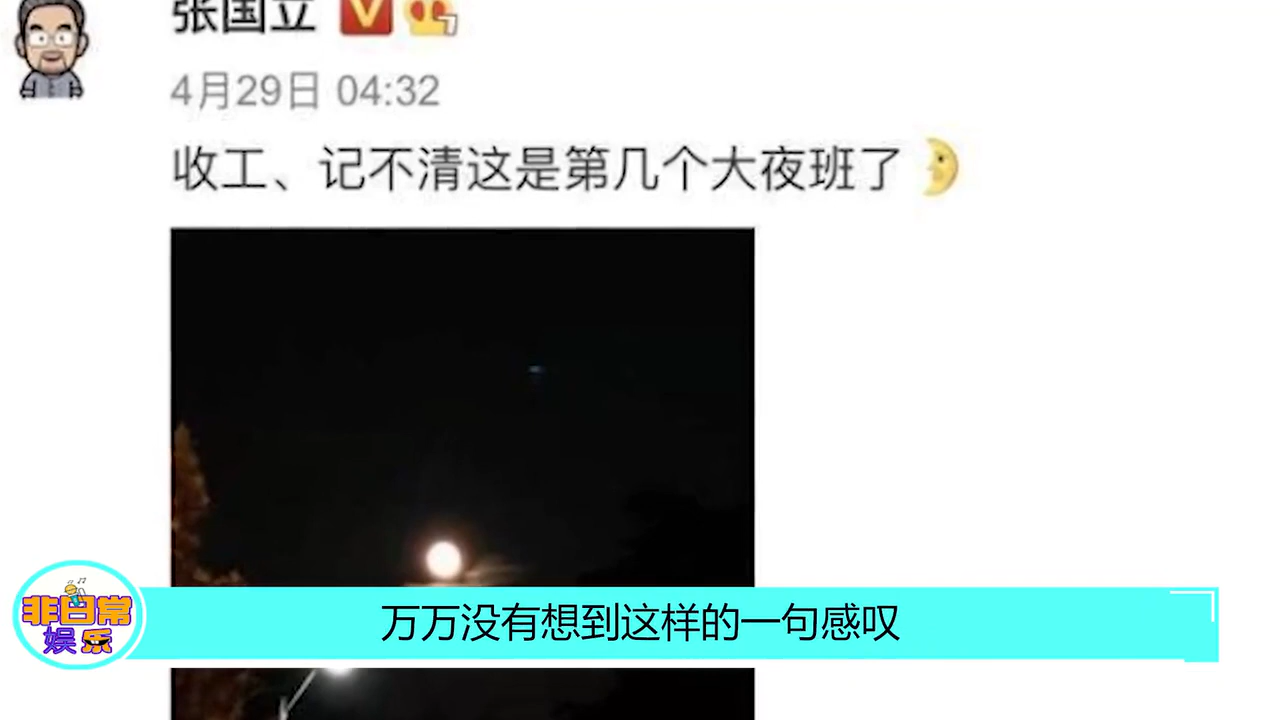 张国立
4月29日 04:32
收工、记不清这是第几个大夜班了
万万没有想到这样的一句感叹
非日常
娱乐